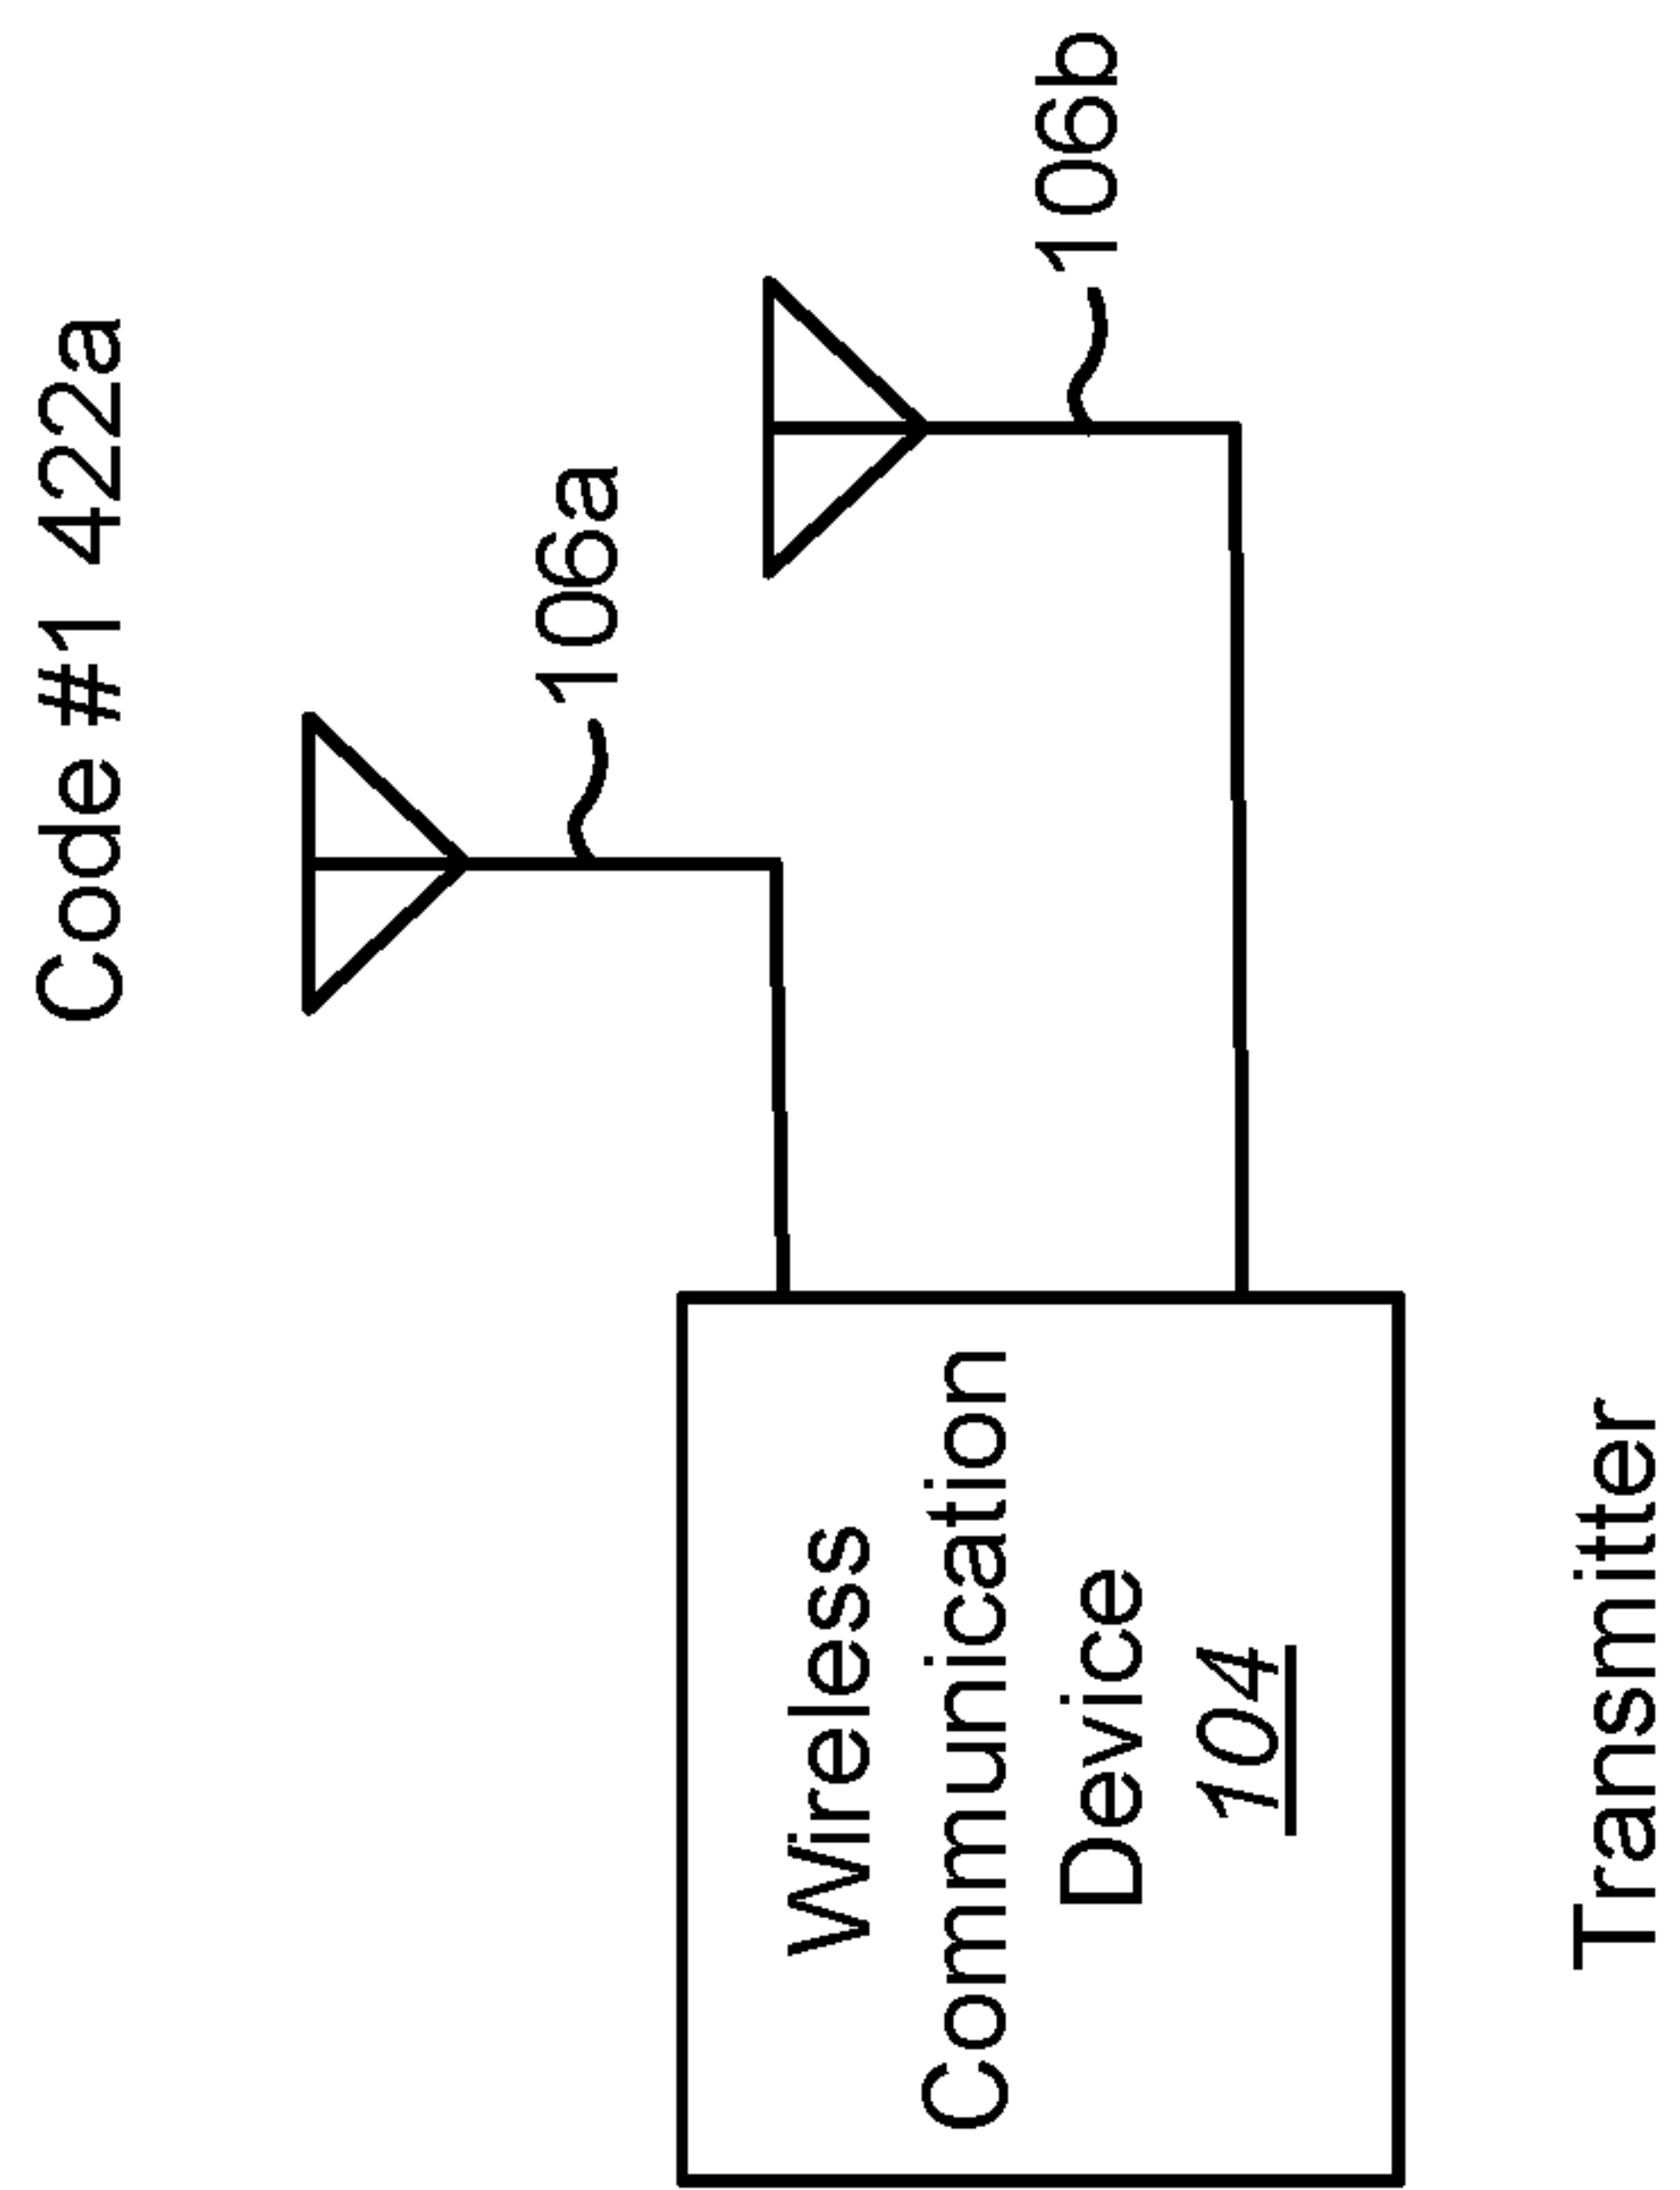 Code #1 422a
106a
106b
Wireless
Communication
Device
104
Transmitter